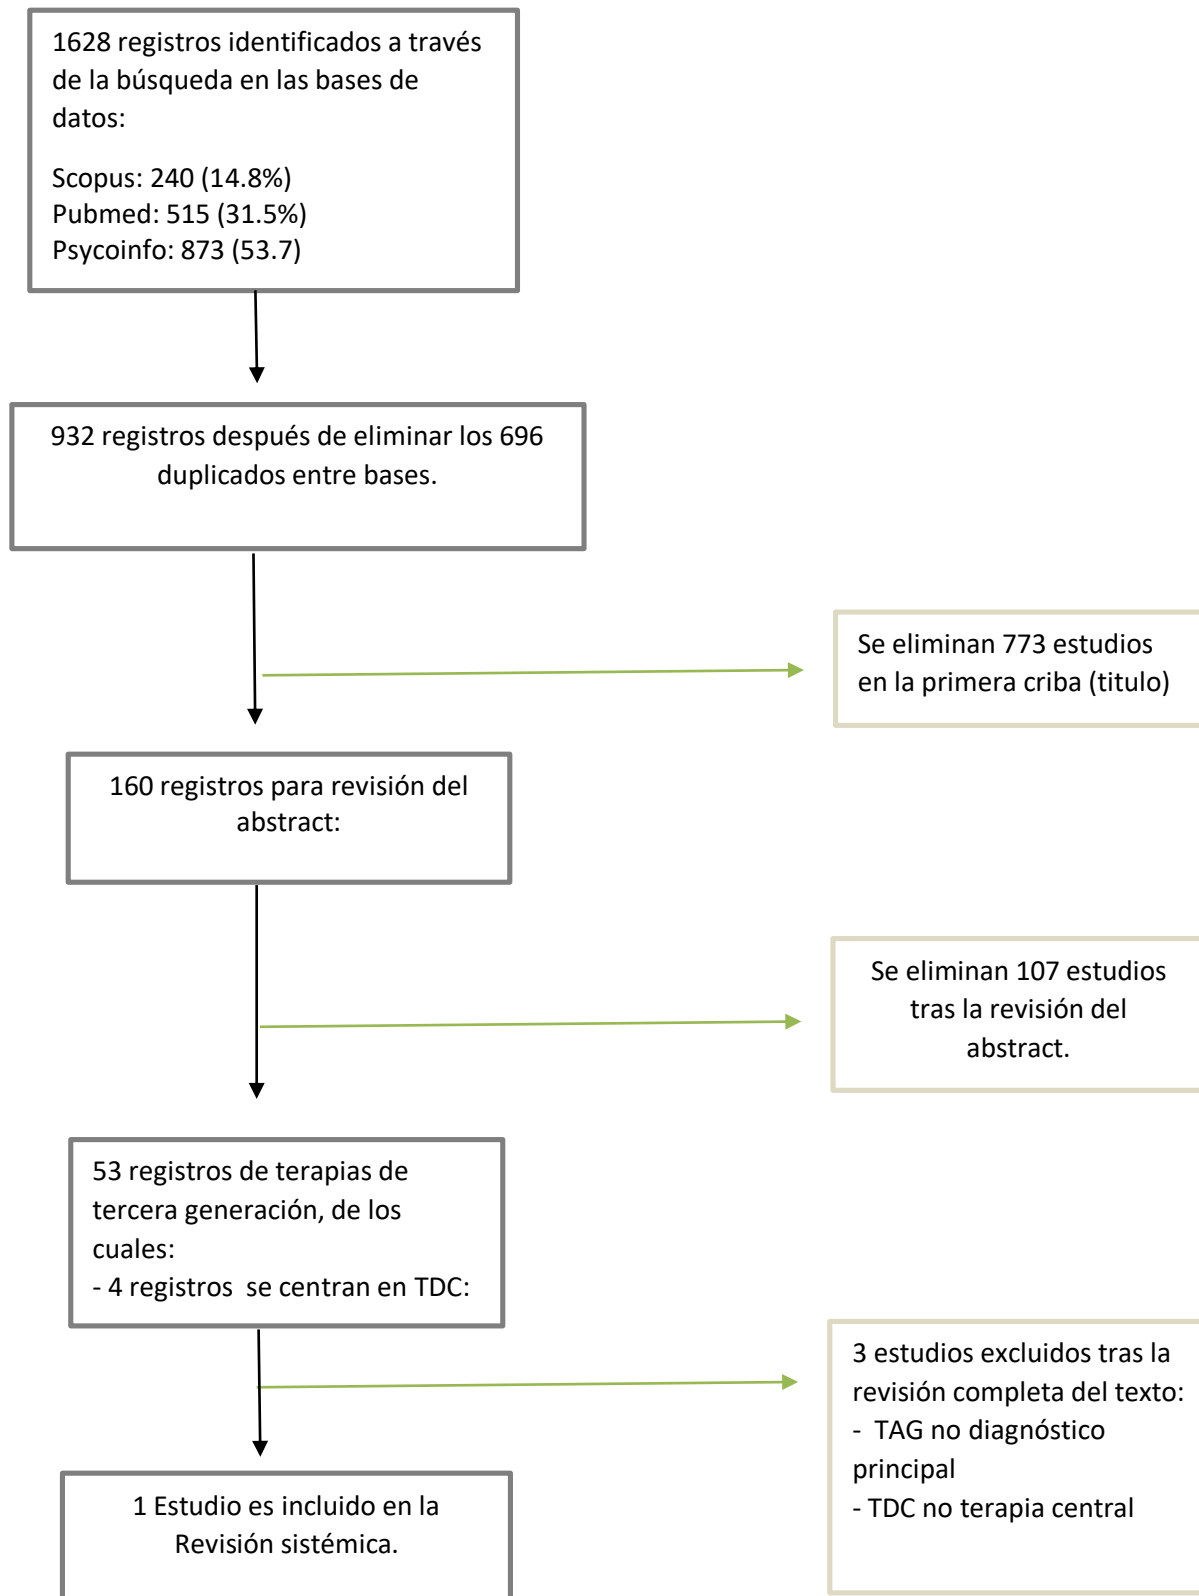 1628 registros identificados a través
de la búsqueda en las bases de
datos:
Scopus: 240 (14.8%)
Pubmed: 515 (31.5%)
Psycoinfo: 873 (53.7)
932 registros después de eliminar los 696
duplicados entre bases.
Se eliminan 773 estudios
en la primera criba (titulo)
160 registros para revisión del
abstract:
Se eliminan 107 estudios
tras la revisión del
abstract.
53 registros de terapias de
tercera generación, de los
cuales:
- 4 registros se centran en TDC:
3 estudios excluidos tras la
revisión completa del texto:
- TAG no diagnóstico
principal
- TDC no terapia central
1 Estudio es incluido en la
Revisión sistémica.